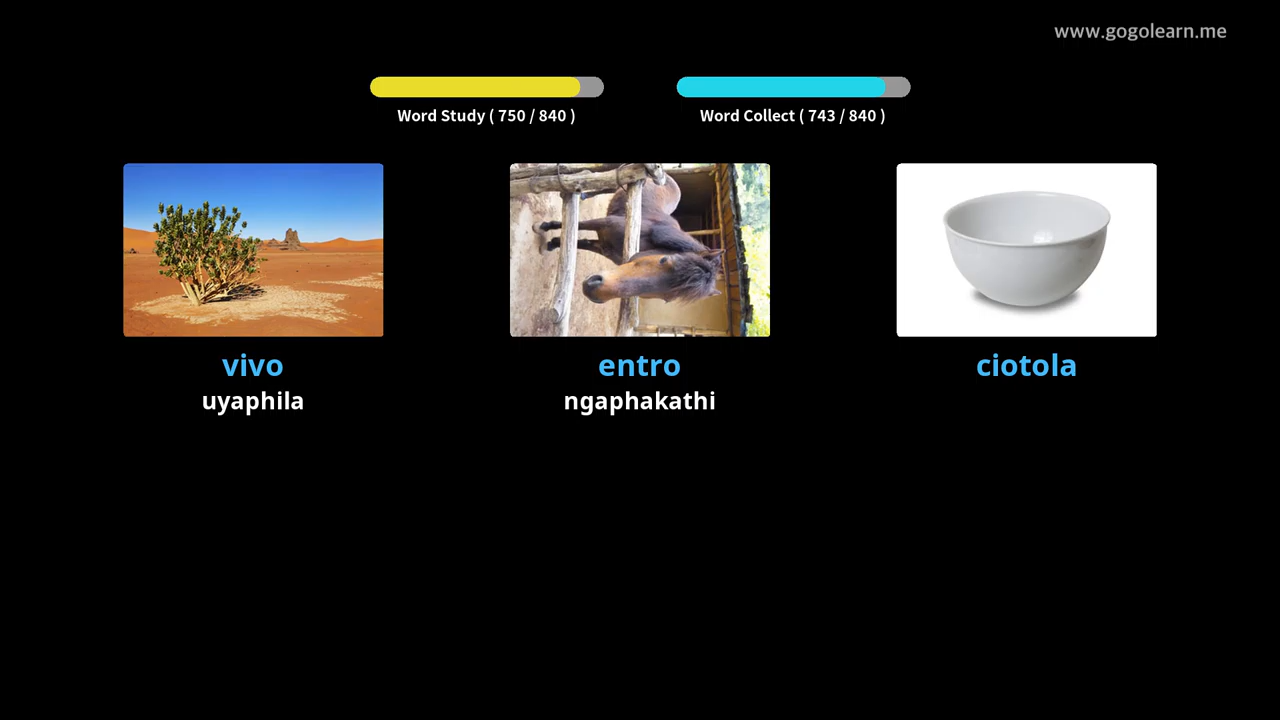 www.gogolearn.me
Word Study ( 750 / 840 )
Word Collect ( 743 / 840 )
vivo
uyaphila
entro
ngaphakathi
ciotola